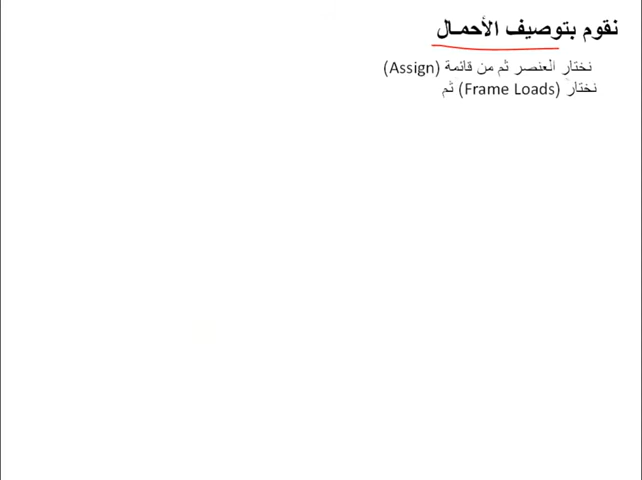 نقوم بتوصيف الأحمـال
نختار العنصر ثم من قائمة (Assign)
نختار (Frame Loads) ثم